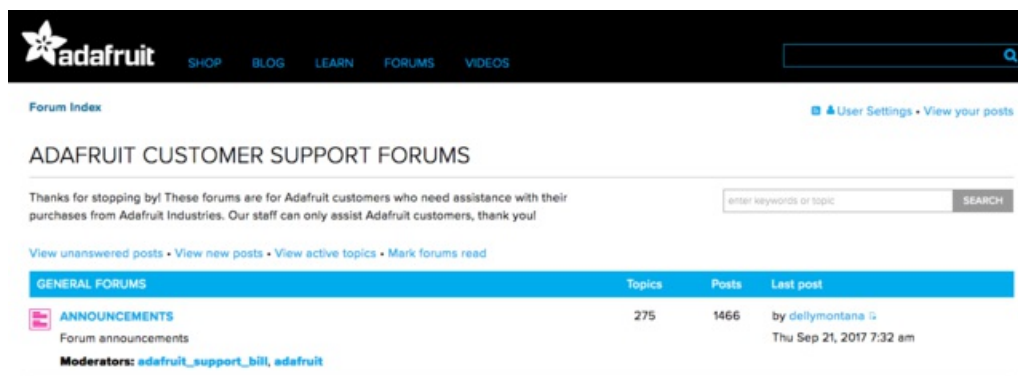 adafruit SHOP BLOG LEARN FORUMS VIDEOS
Forum Index User Settings • View your posts
ADAFRUIT CUSTOMER SUPPORT FORUMS
Thanks for stopping by! These forums are for Adafruit customers who need assistance with their
purchases from Adafruit Industries. Our staff can only assist Adafruit customers, thank you!
enter keywords or topic SEARCH
View unanswered posts • View new posts • View active topics • Mark forums read
GENERAL FORUMS Topics Posts Last post
ANNOUNCEMENTS 275 1466 by dellymontana
Forum announcements Thu Sep 21, 2017 7:32 am
Moderators: adafruit_support_bill, adafruit